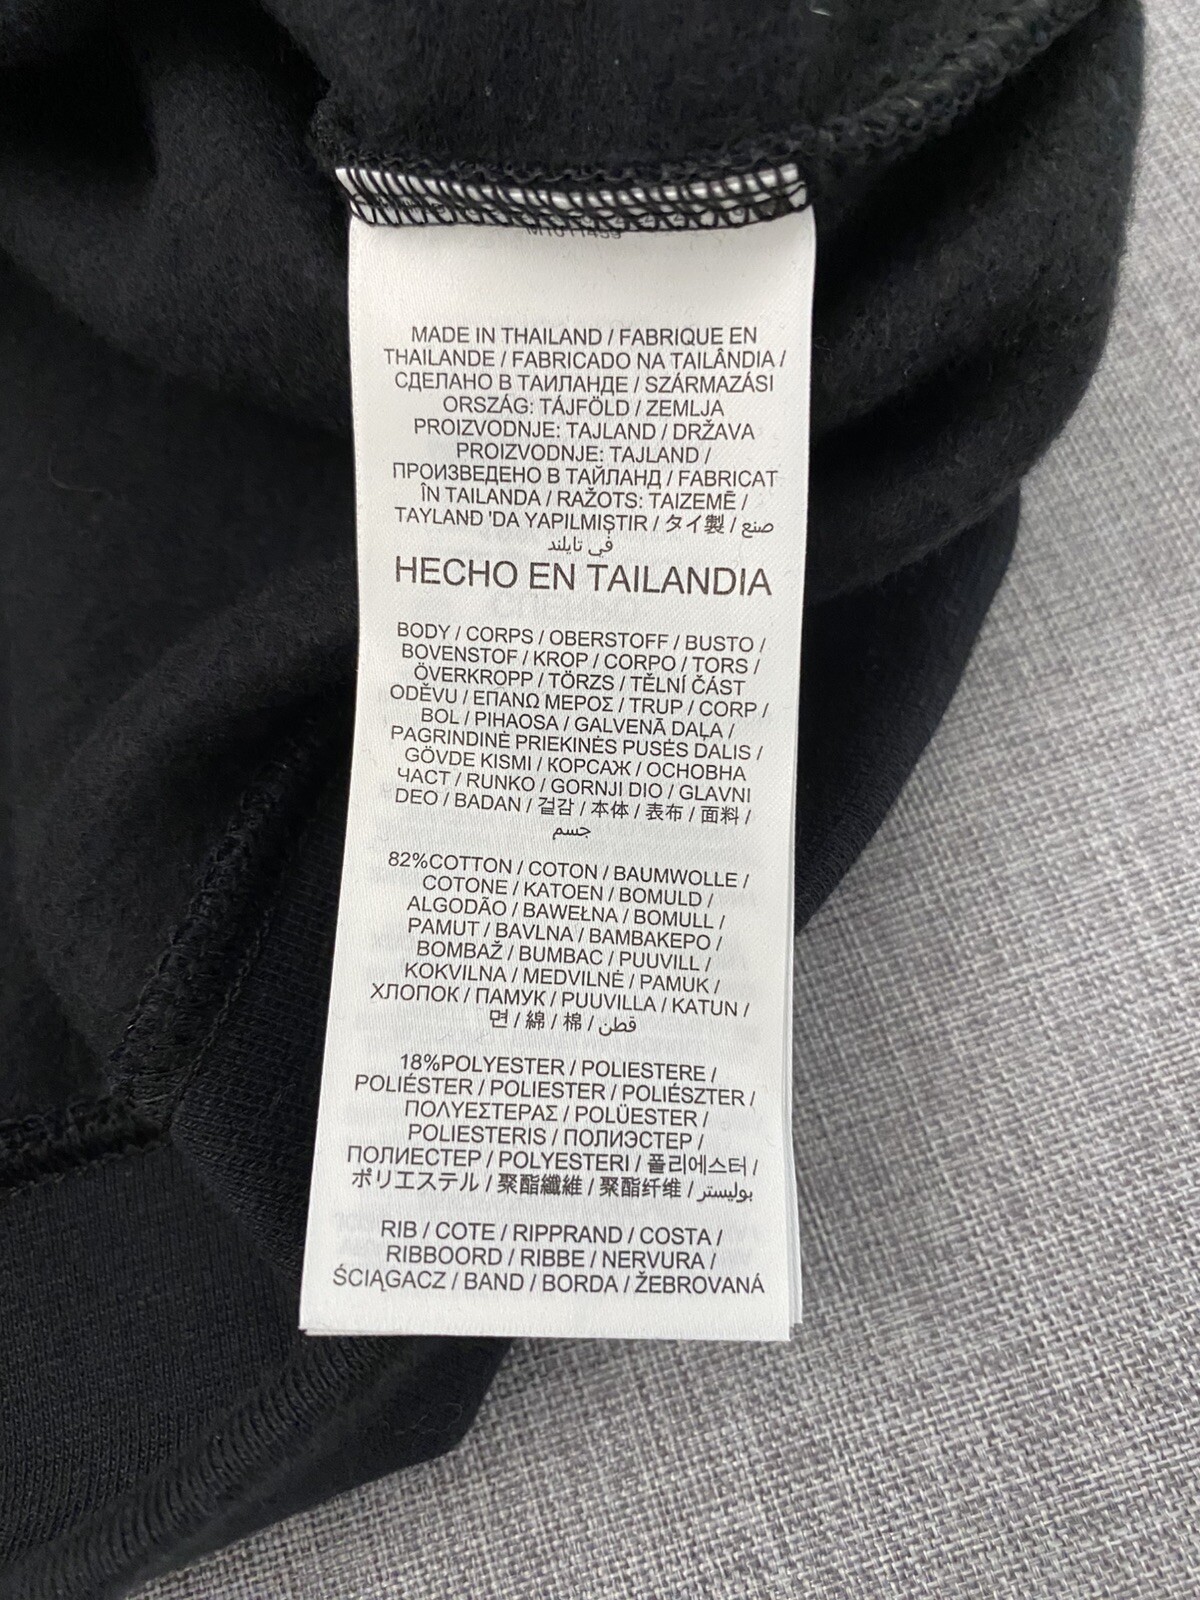 MADE IN THAILAND / FABRIQUE EN
THAILANDE / FABRICADO NA TAILÂNDIA /
СДЕЛАНО В ТАИЛАНДЕ / SZÁRMAZÁSI
ORSZÁG: TÁJFÖLD / ZEMLJA
PROIZVODNJE: TAJLAND / DRŽAVA
PROIZVODNJE: TAJLAND /
ПРОИЗВЕДЕНО В ТАЙЛАНД / FABRICAT
ÎN TAILANDA / RAŽOTS: TAIZEMĒ /
TAYLAND 'DA YAPILMIŞTIR / タイ製 / صنع
في تايلند
HECHO EN TAILANDIA
BODY / CORPS / OBERSTOFF / BUSTO /
BOVENSTOF / KROP / CORPO / TORS /
ÖVERKROPP / TÖRZS / TĚLNÍ ČÁST
ODĚVU / ΕΠΑΝΩ ΜΕΡΟΣ / TRUP / CORP /
BOL / PIHAOSA / GALVENĀ DAĻA /
PAGRINDINĖ PRIEKINĖS PUSĖS DALIS /
GÖVDE KISMI / КОРСАЖ / ОСНОВНА
ЧАСТ / RUNKO / GORNJI DIO / GLAVNI
DEO / BADAN / 겉감 / 本体 / 表布 / 面料 /
جسم
82%COTTON / COTON / BAUMWOLLE /
COTONE / KATOEN / BOMULD /
ALGODÃO / BAWEŁNA / BOMULL /
PAMUT / BAVLNA / ΒΑΜΒΑΚΕΡΟ /
BOMBAŽ / BUMBAC / PUUVILL /
KOKVILNA / MEDVILNĖ / PAMUK /
ХЛОПОК / ПАМУК / PUUVILLA / KATUN /
면 / 綿 / 棉 / قطن
18%POLYESTER / POLIESTERE /
POLIÉSTER / POLIESTER / POLIÉSZTER /
ΠΟΛΥΕΣΤΕΡΑΣ / POLÜESTER /
POLIESTERIS / ПОЛИЭСТЕР /
ПОЛИЕСТЕР / POLYESTERI / 폴리에스터 /
ポリエステル / 聚酯纖維 / 聚酯纤维 / بوليستر
RIB / COTE / RIPPRAND / COSTA /
RIBBOORD / RIBBE / NERVURA /
ŚCIĄGACZ / BAND / BORDA / ŽEBROVANÁ